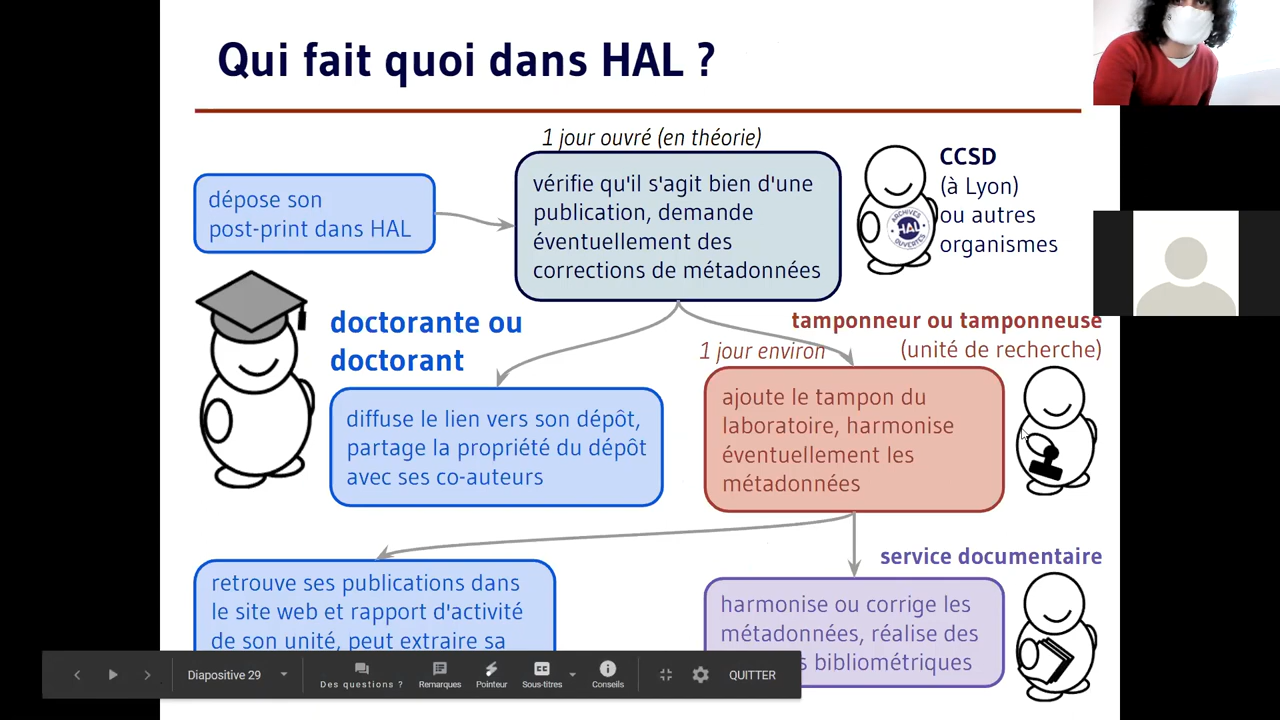 Qui fait quoi dans HAL ?
1 jour ouvré (en théorie)
dépose son
post-print dans HAL
vérifie qu'il s'agit bien d'une
publication, demande
éventuellement des
corrections de métadonnées
ARCHIVES
HAL
OUVERTES
CCSD
(à Lyon)
ou autres
organismes
doctorante ou
doctorant
tamponneur ou tamponneuse
(unité de recherche)
1 jour environ
diffuse le lien vers son dépôt,
partage la propriété du dépôt
avec ses co-auteurs
ajoute le tampon du
laboratoire, harmonise
éventuellement les
métadonnées
service documentaire
retrouve ses publications dans
le site web et rapport d'activité
de son unité, peut extraire sa
harmonise ou corrige les
métadonnées, réalise des
s bibliométriques
Diapositive 29
Des questions ?
Remarques
Pointeur
CC
Sous-titres
Conseils
QUITTER